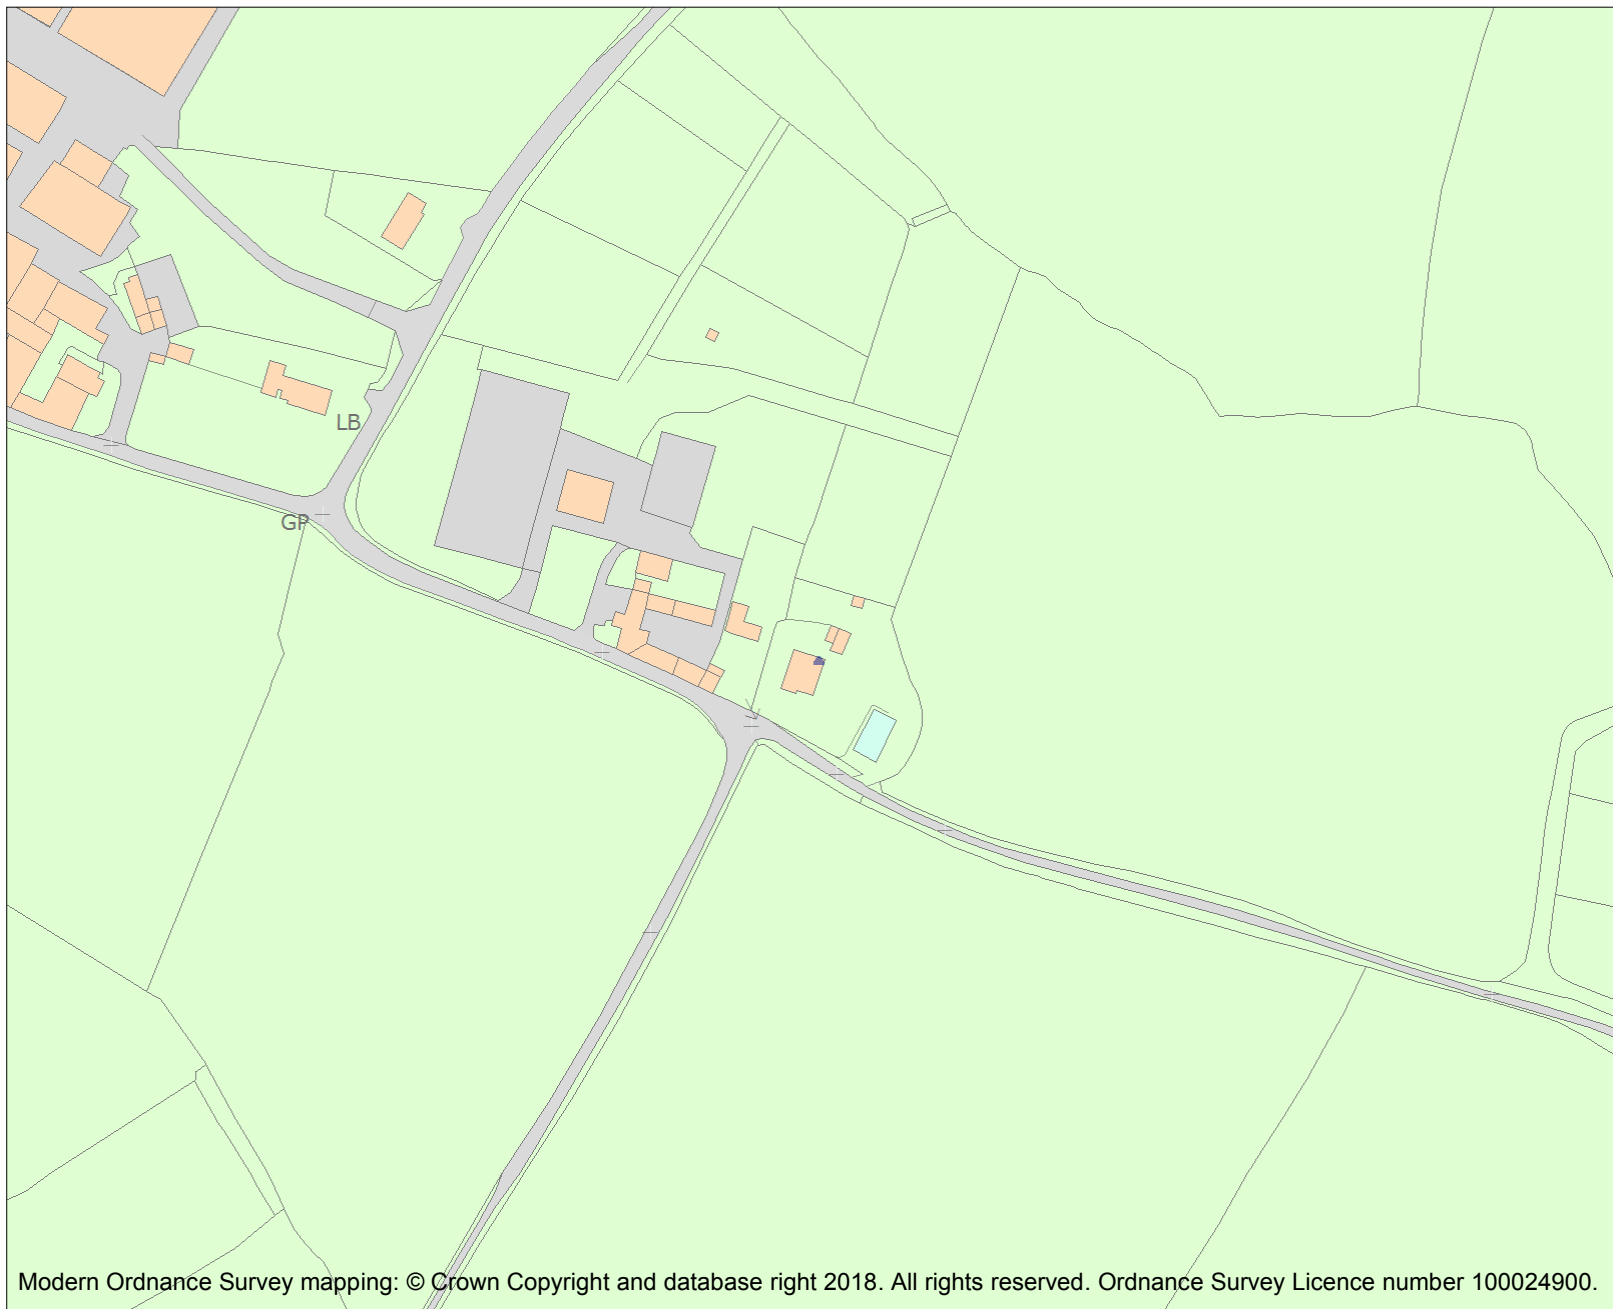 LB
GP
Modern Ordnance Survey mapping: © Crown Copyright and database right 2018. All rights reserved. Ordnance Survey Licence number 100024900.